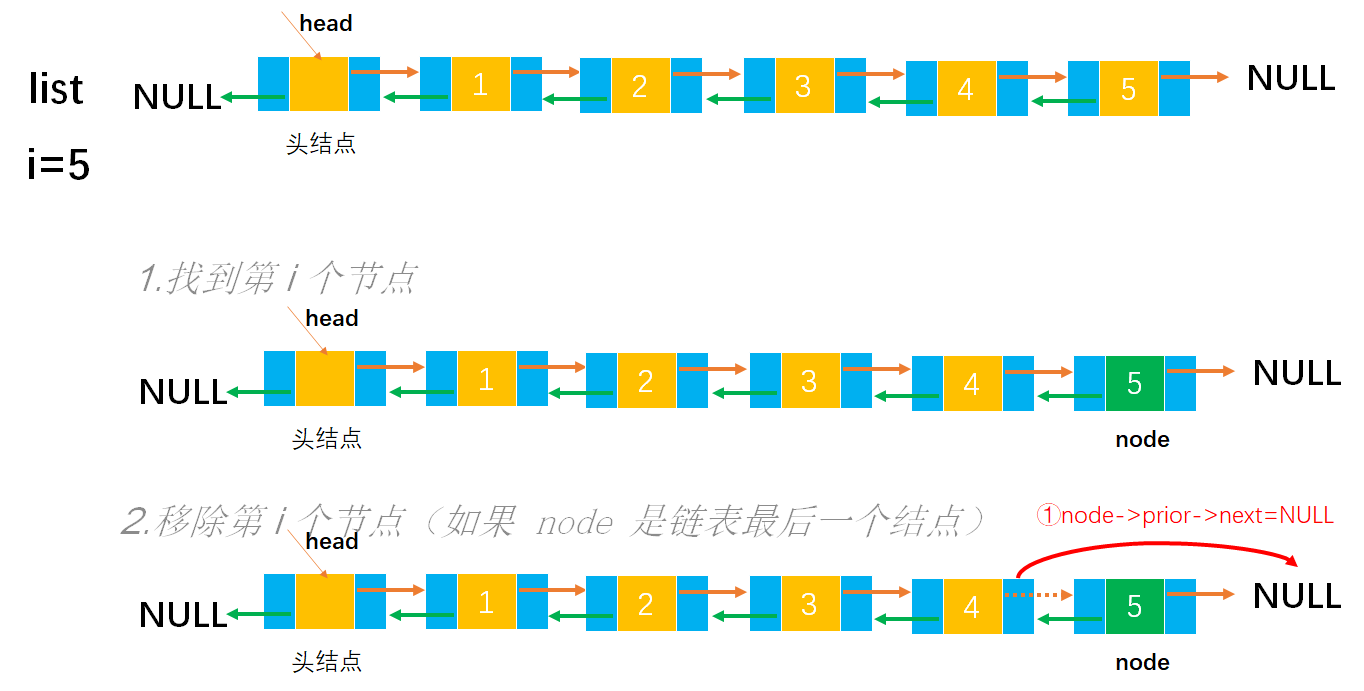 head
list
NULL
1
2
3
4
5
NULL
头结点
i=5
1.找到第 i 个节点
head
NULL
1
2
3
4
5
NULL
头结点
node
2.移除第 i 个节点（如果 node 是链表最后一个结点）
①node->prior->next=NULL
head
NULL
1
2
3
4
5
NULL
头结点
node